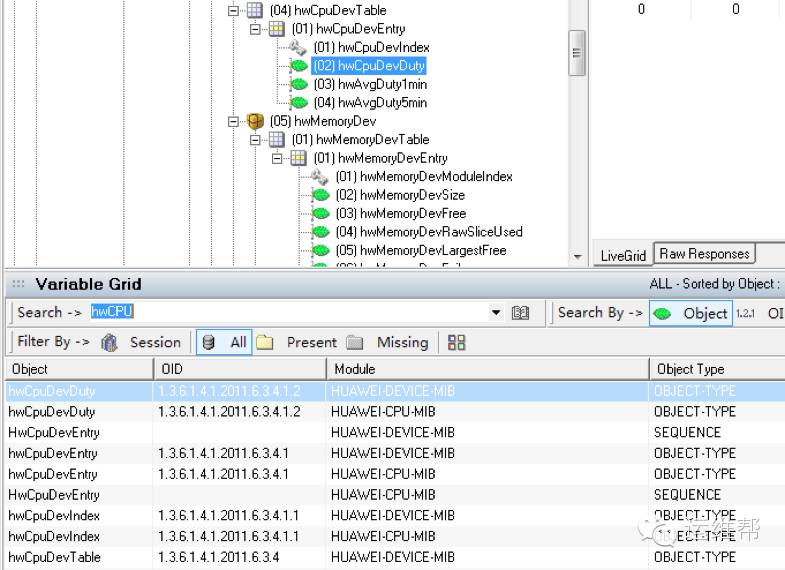 (04) hwCpuDevTable
(01) hwCpuDevEntry
(01) hwCpuDevIndex
(02) hwCpuDevDuty
(03) hwAvgDuty1min
(04) hwAvgDuty5min
(05) hwMemoryDev
(01) hwMemoryDevTable
(01) hwMemoryDevEntry
(01) hwMemoryDevModuleIndex
(02) hwMemoryDevSize
(03) hwMemoryDevFree
(04) hwMemoryDevRawSliceUsed
(05) hwMemoryDevLargestFree
0 0
LiveGrid Raw Responses
Variable Grid ALL - Sorted by Object :
Search -> hwCPU Search By -> Object 1.2.1 OI
Filter By -> Session All Present Missing
Object OID Module Object Type
hwCpuDevDuty 1.3.6.1.4.1.2011.6.3.4.1.2 HUAWEI-DEVICE-MIB OBJECT-TYPE
hwCpuDevDuty 1.3.6.1.4.1.2011.6.3.4.1.2 HUAWEI-CPU-MIB OBJECT-TYPE
HwCpuDevEntry HUAWEI-DEVICE-MIB SEQUENCE
hwCpuDevEntry 1.3.6.1.4.1.2011.6.3.4.1 HUAWEI-DEVICE-MIB OBJECT-TYPE
hwCpuDevEntry 1.3.6.1.4.1.2011.6.3.4.1 HUAWEI-CPU-MIB OBJECT-TYPE
HwCpuDevEntry HUAWEI-CPU-MIB SEQUENCE
hwCpuDevIndex 1.3.6.1.4.1.2011.6.3.4.1.1 HUAWEI-DEVICE-MIB OBJECT-TYPE
hwCpuDevIndex 1.3.6.1.4.1.2011.6.3.4.1.1 HUAWEI-CPU-MIB OBJECT-TYPE
hwCpuDevTable 1.3.6.1.4.1.2011.6.3.4 HUAWEI-DEVICE-MIB OBJECT-TYPE
运维帮